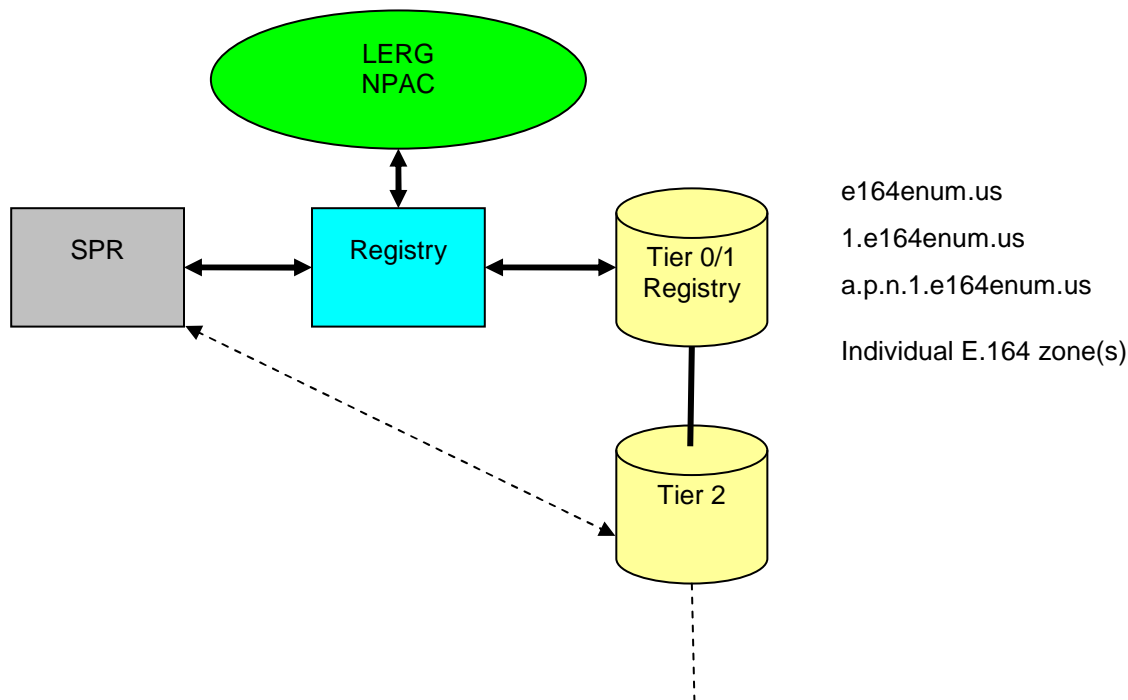 LERG
NPAC
SPR
Registry
Tier 0/1
Registry
Tier 2
e164enum.us
1.e164enum.us
a.p.n.1.e164enum.us
Individual E.164 zone(s)